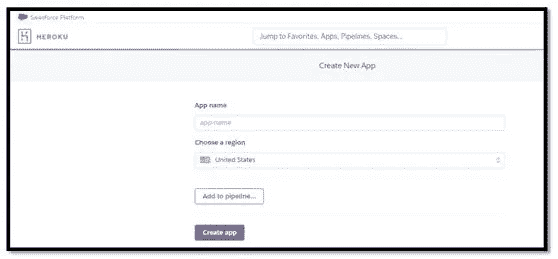 Salesforce Platform
HEROKU
Jump to Favorites, Apps, Pipelines, Spaces...
Create New App
App name
app-name
Choose a region
United States
Add to pipeline...
Create app